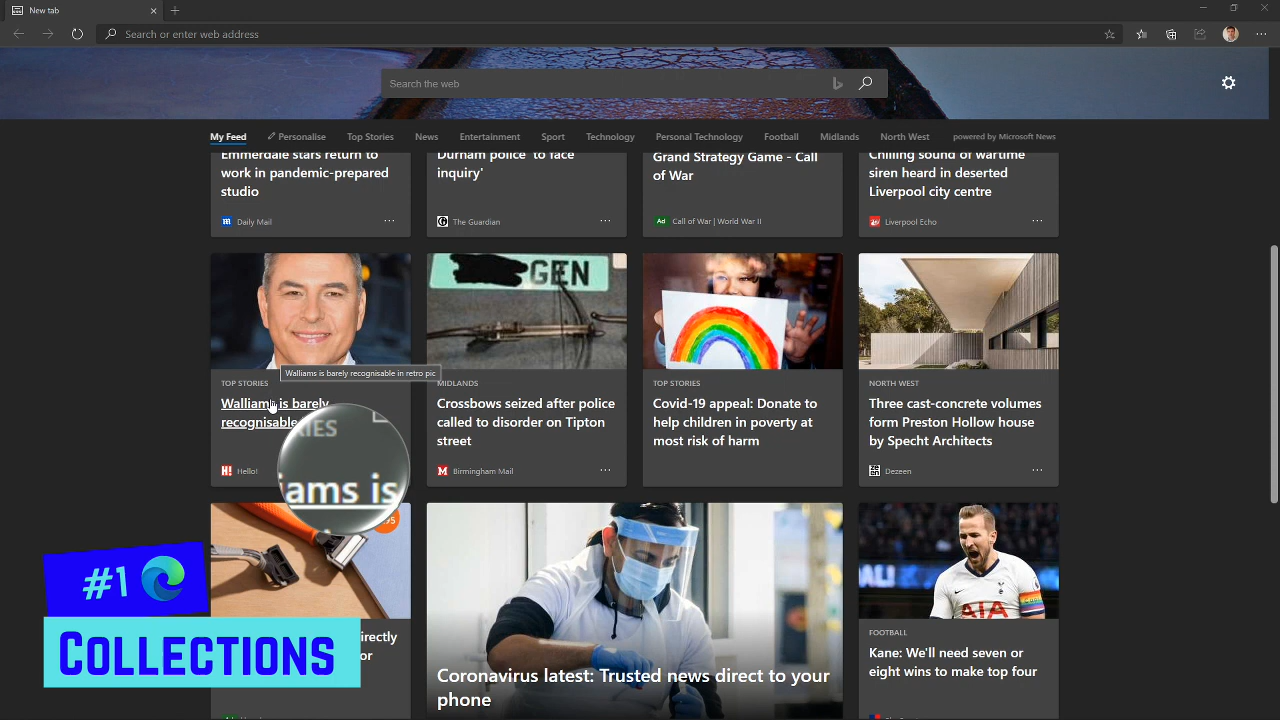 New tab
Search or enter web address
Search the web
My Feed
Personalise
Top Stories
News
Entertainment
Sport
Technology
Personal Technology
Football
Midlands
North West
powered by Microsoft News
Emmerdale stars return to
work in pandemic-prepared
studio
Daily Mail
Durham police 'to face
inquiry'
The Guardian
Grand Strategy Game - Call
of War
Ad
Call of War | World War II
Chilling sound of wartime
siren heard in deserted
Liverpool city centre
Liverpool Echo
TOP STORIES
Walliams is barely
recognisable
Walliams is barely recognisable in retro pic
H!
Hello!
RIES
iams is
GEN
MIDLANDS
Crossbows seized after police
called to disorder on Tipton
street
M
Birmingham Mail
TOP STORIES
Covid-19 appeal: Donate to
help children in poverty at
most risk of harm
NORTH WEST
Three cast-concrete volumes
form Preston Hollow house
by Specht Architects
Dezeen
95
irectly
or
Coronavirus latest: Trusted news direct to your
phone
AL!
AIA
FOOTBALL
Kane: We'll need seven or
eight wins to make top four
#1
COLLECTIONS